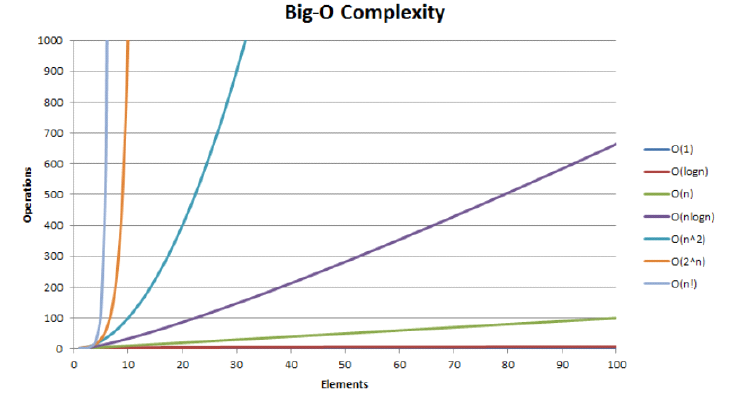 Big-O Complexity
1000
900
800
700
600
500
400
300
200
100
0
Operations
0 10 20 30 40 50 60 70 80 90 100
Elements
O(1)
O(logn)
O(n)
O(nlogn)
O(n^2)
O(2^n)
O(n!)